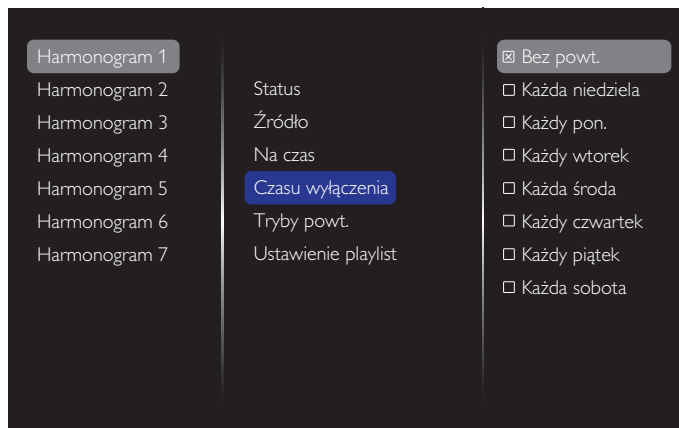 Harmonogram 1
Harmonogram 2
Harmonogram 3
Harmonogram 4
Harmonogram 5
Harmonogram 6
Harmonogram 7
Status
Źródło
Na czas
Czasu wyłączenia
Tryby powt.
Ustawienie playlist
Bez powt.
Każda niedziela
Każdy pon.
Każdy wtorek
Każda środa
Każdy czwartek
Każdy piątek
Każda sobota